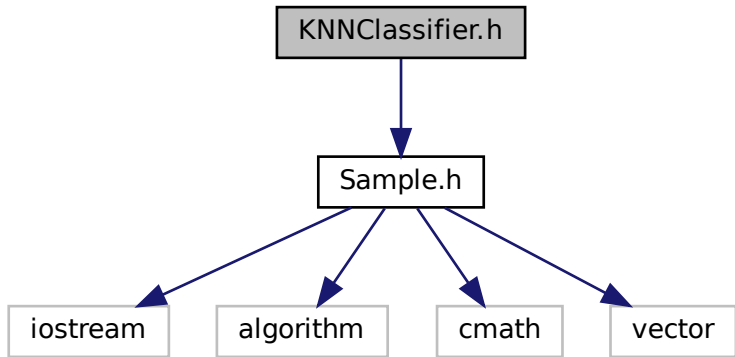 KNNClassifier.h
Sample.h
iostream
algorithm
cmath
vector